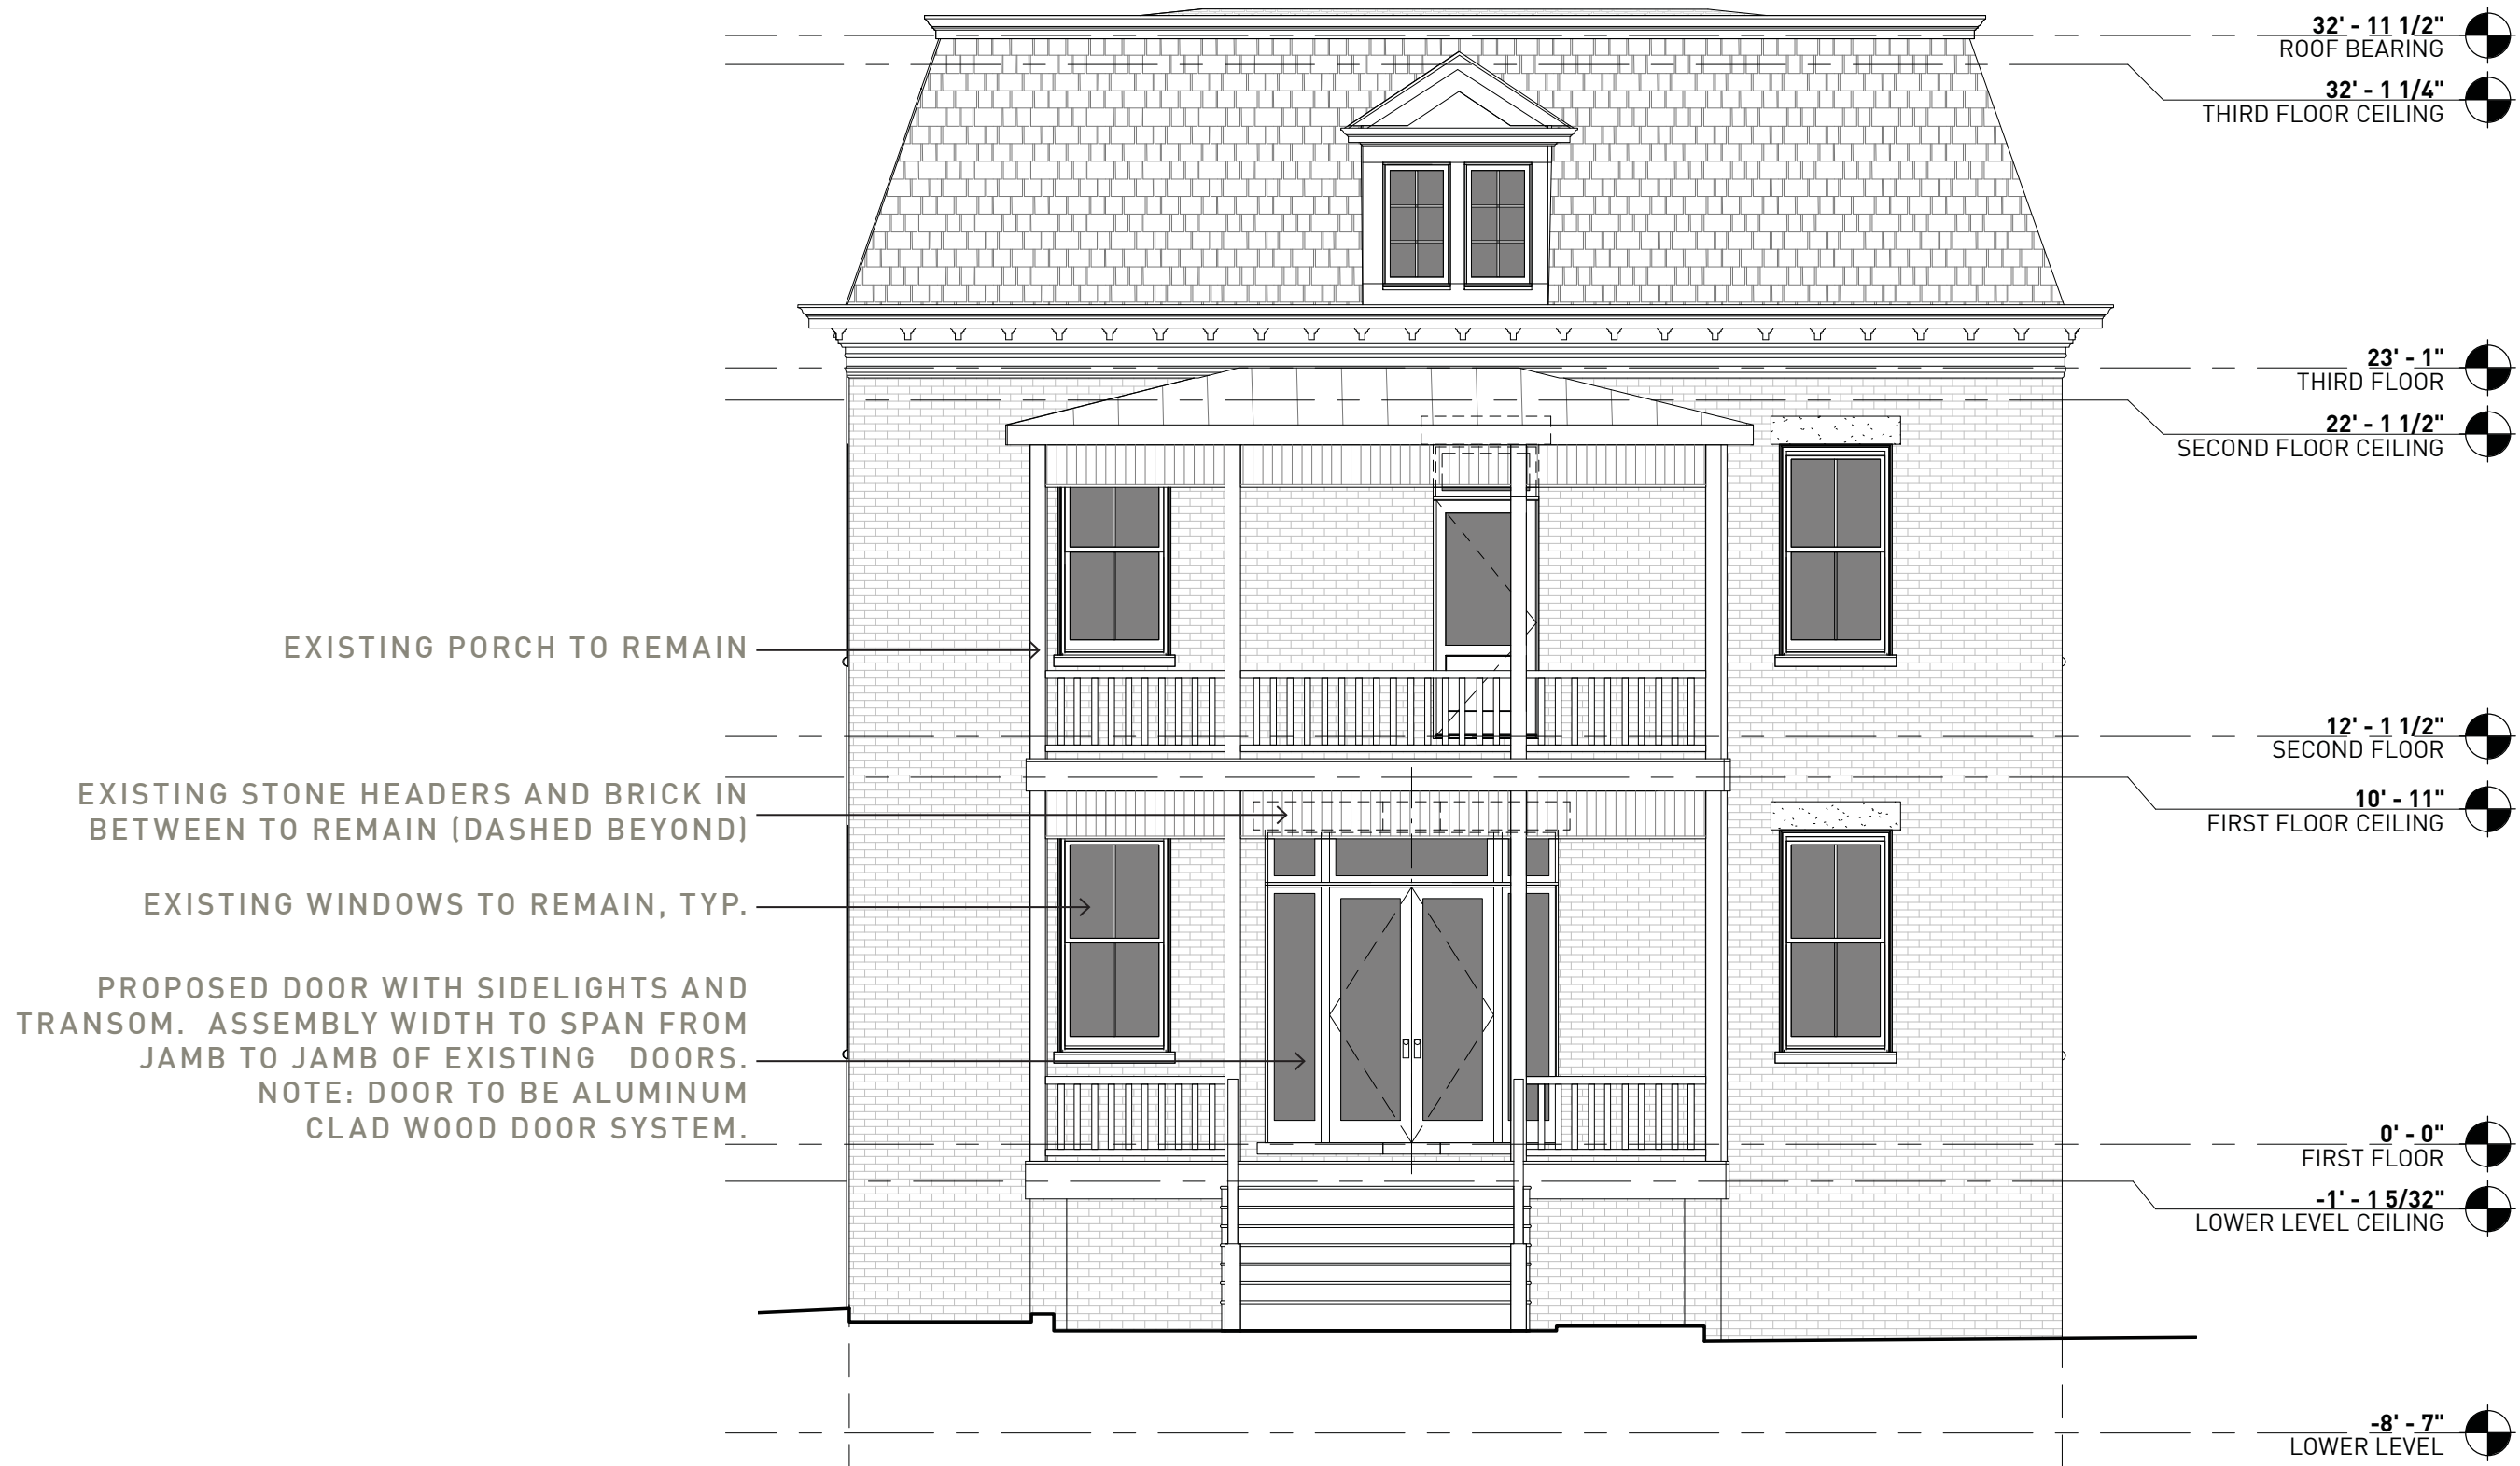 32' - 11 1/2"
ROOF BEARING
32' - 1 1/4"
THIRD FLOOR CEILING
23' - 1"
THIRD FLOOR
22' - 1 1/2"
SECOND FLOOR CEILING
EXISTING PORCH TO REMAIN
12' - 1 1/2"
SECOND FLOOR
EXISTING STONE HEADERS AND BRICK IN
BETWEEN TO REMAIN (DASHED BEYOND)
10' - 11"
FIRST FLOOR CEILING
EXISTING WINDOWS TO REMAIN, TYP.
PROPOSED DOOR WITH SIDELIGHTS AND
TRANSOM. ASSEMBLY WIDTH TO SPAN FROM
JAMB TO JAMB OF EXISTING DOORS.
NOTE: DOOR TO BE ALUMINUM
CLAD WOOD DOOR SYSTEM.
0' - 0"
FIRST FLOOR
-1' - 1 5/32"
LOWER LEVEL CEILING
-8' - 7"
LOWER LEVEL